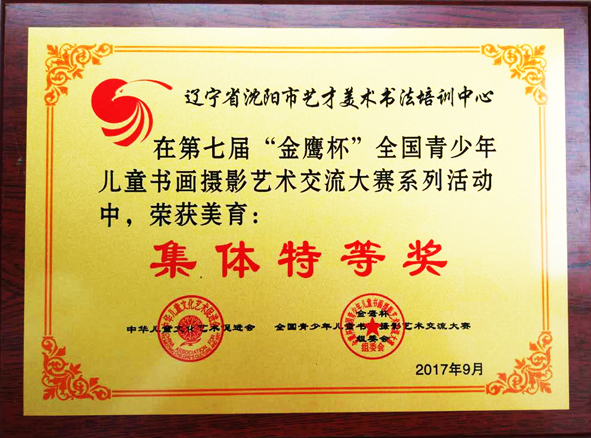 辽宁省沈阳市艺才美术书法培训中心
在第七届“金鹰杯”全国青少年
儿童书画摄影艺术交流大赛系列活动
中，荣获美育：
集体特等奖
金鹰杯
中华儿童文化艺术促进会 全国青少年儿童书画摄影艺术交流大赛
组委会
2017年9月